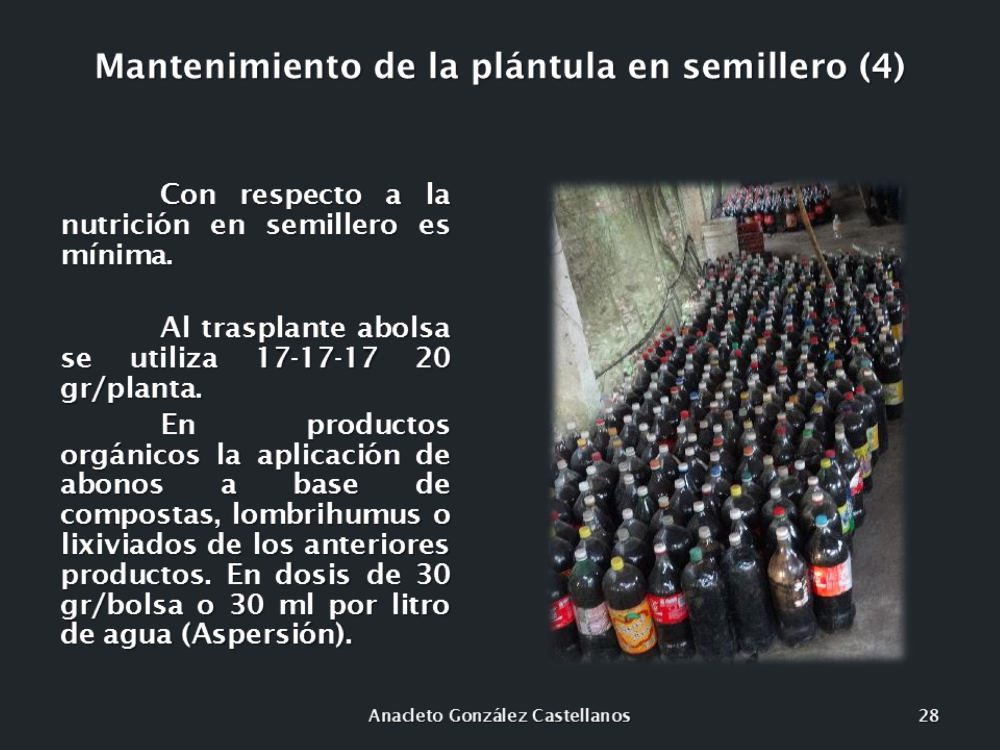 Mantenimiento de la plántula en semillero (4)
Con respecto a la
nutrición en semillero es
mínima.
Al trasplante abolsa
se utiliza 17-17-17 20
gr/planta.
En productos
orgánicos la aplicación de
abonos a base de
compostas, lombrihumus o
lixiviados de los anteriores
productos. En dosis de 30
gr/bolsa o 30 ml por litro
de agua (Aspersión).
Anacleto González Castellanos
28